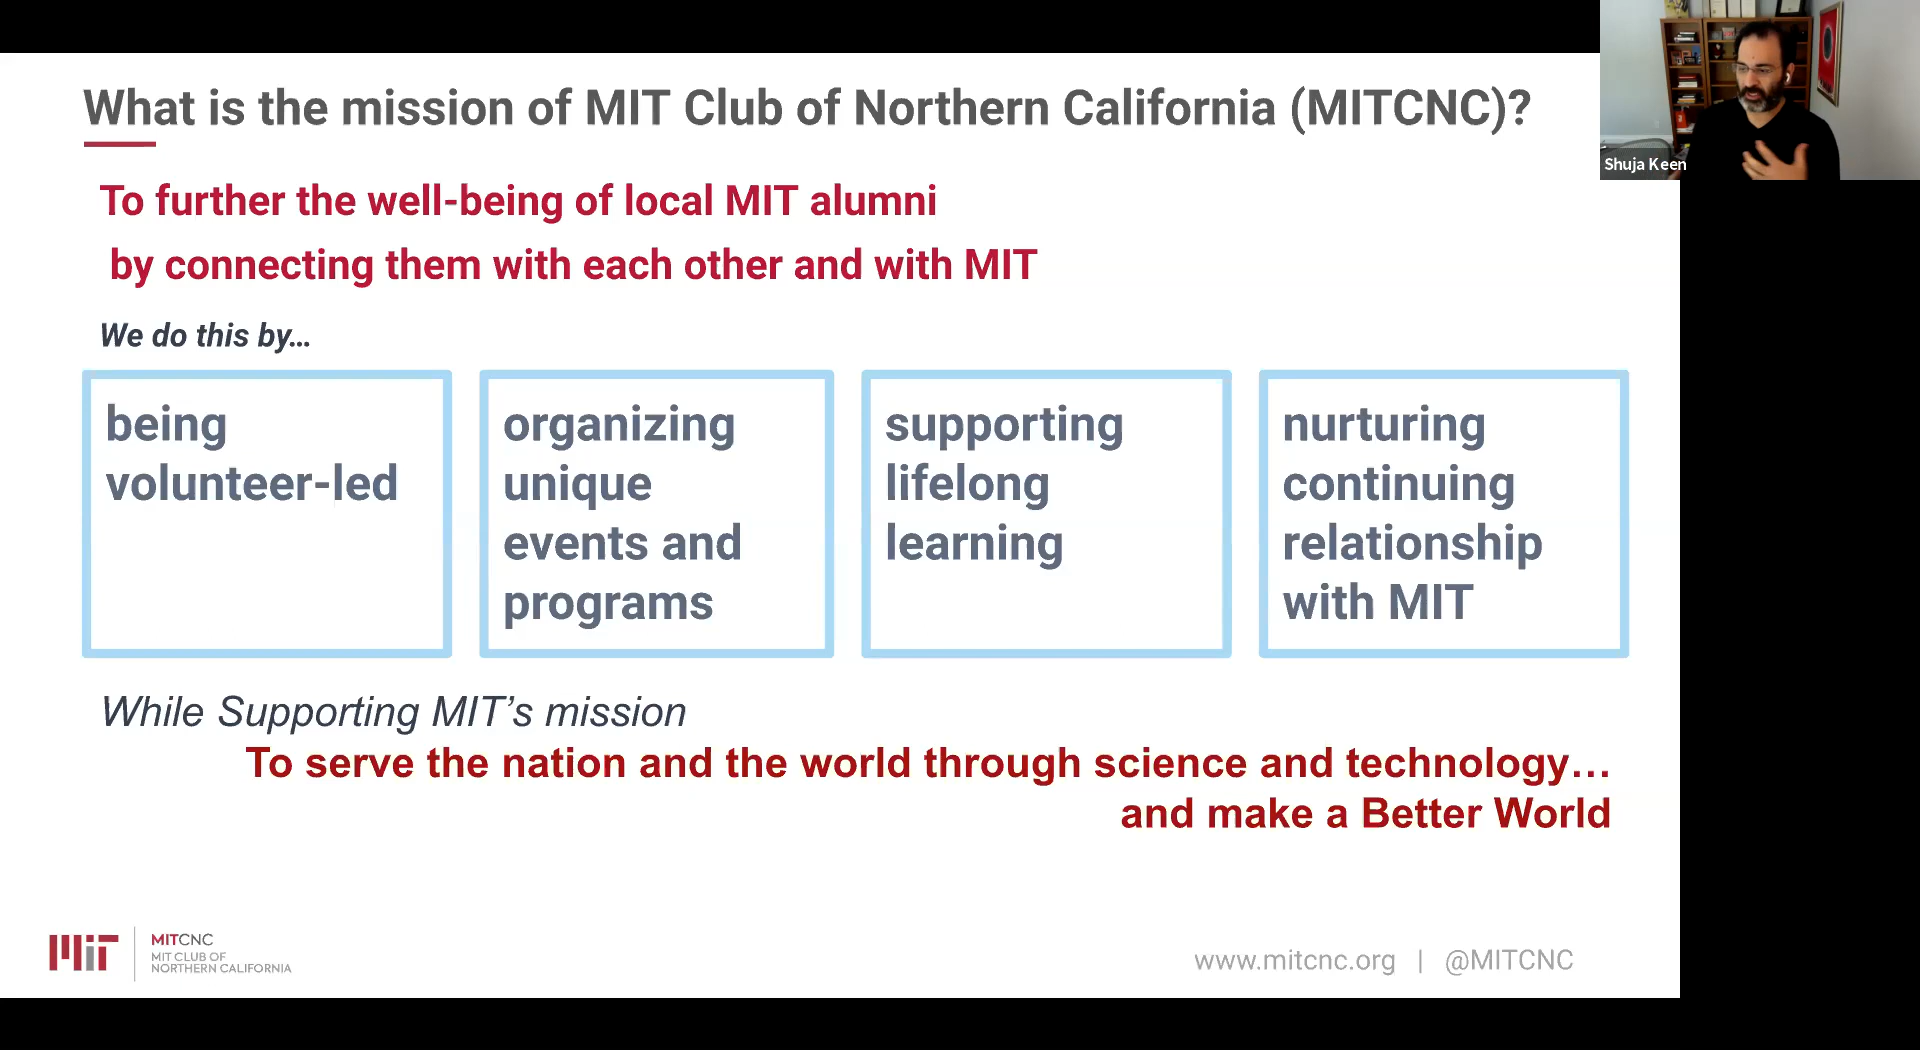 What is the mission of MIT Club of Northern California (MITCNC)?
Shuja Keen
To further the well-being of local MIT alumni
by connecting them with each other and with MIT
We do this by...
being
volunteer-led
organizing
unique
events and
programs
supporting
lifelong
learning
nurturing
continuing
relationship
with MIT
While Supporting MIT’s mission
To serve the nation and the world through science and technology…
and make a Better World
MIT
MITCNC
MIT CLUB OF
NORTHERN CALIFORNIA
www.mitcnc.org | @MITCNC